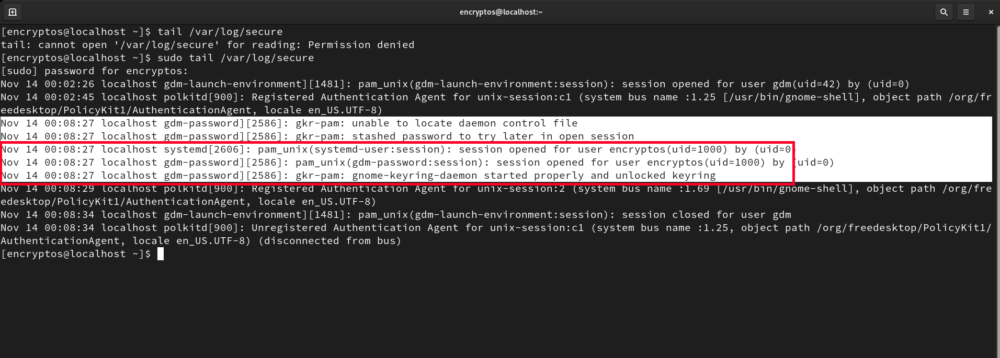 encryptos@localhost:~
[encryptos@localhost ~]$ tail /var/log/secure
tail: cannot open '/var/log/secure' for reading: Permission denied
[encryptos@localhost ~]$ sudo tail /var/log/secure
[sudo] password for encryptos:
Nov 14 00:02:26 localhost gdm-launch-environment][1481]: pam_unix(gdm-launch-environment:session): session opened for user gdm(uid=42) by (uid=0)
Nov 14 00:02:45 localhost polkitd[900]: Registered Authentication Agent for unix-session:c1 (system bus name :1.25 [/usr/bin/gnome-shell], object path /org/fr
eedesktop/PolicyKit1/AuthenticationAgent, locale en_US.UTF-8)
Nov 14 00:08:27 localhost gdm-password][2586]: gkr-pam: unable to locate daemon control file
Nov 14 00:08:27 localhost gdm-password][2586]: gkr-pam: stashed password to try later in open session
Nov 14 00:08:27 localhost systemd[2606]: pam_unix(systemd-user:session): session opened for user encryptos(uid=1000) by (uid=0)
Nov 14 00:08:27 localhost gdm-password][2586]: pam_unix(gdm-password:session): session opened for user encryptos(uid=1000) by (uid=0)
Nov 14 00:08:27 localhost gdm-password][2586]: gkr-pam: gnome-keyring-daemon started properly and unlocked keyring
Nov 14 00:08:29 localhost polkitd[900]: Registered Authentication Agent for unix-session:2 (system bus name :1.69 [/usr/bin/gnome-shell], object path /org/fre
edesktop/PolicyKit1/AuthenticationAgent, locale en_US.UTF-8)
Nov 14 00:08:34 localhost gdm-launch-environment][1481]: pam_unix(gdm-launch-environment:session): session closed for user gdm
Nov 14 00:08:34 localhost polkitd[900]: Unregistered Authentication Agent for unix-session:c1 (system bus name :1.25, object path /org/freedesktop/PolicyKit1/
AuthenticationAgent, locale en_US.UTF-8) (disconnected from bus)
[encryptos@localhost ~]$